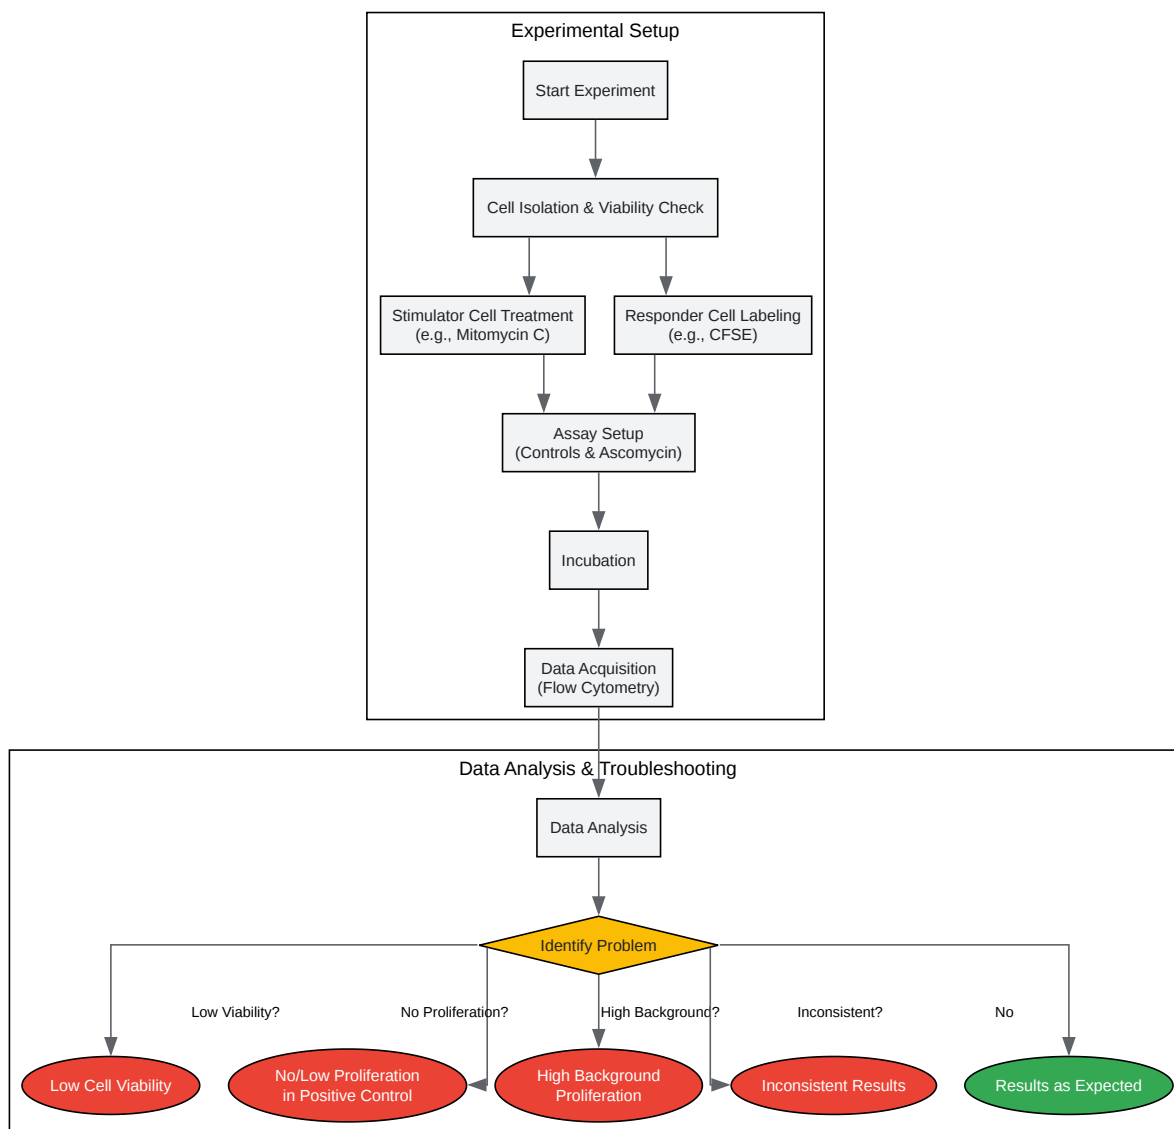 Experimental Setup
Start Experiment
Cell Isolation & Viability Check
Stimulator Cell Treatment
(e.g., Mitomycin C)
Responder Cell Labeling
(e.g., CFSE)
Assay Setup
(Controls & Ascomycin)
Incubation
Data Acquisition
(Flow Cytometry)
Data Analysis & Troubleshooting
Data Analysis
Identify Problem
Low Viability?
No Proliferation?
High Background?
Inconsistent?
No
Low Cell Viability
No/Low Proliferation
in Positive Control
High Background
Proliferation
Inconsistent Results
Results as Expected